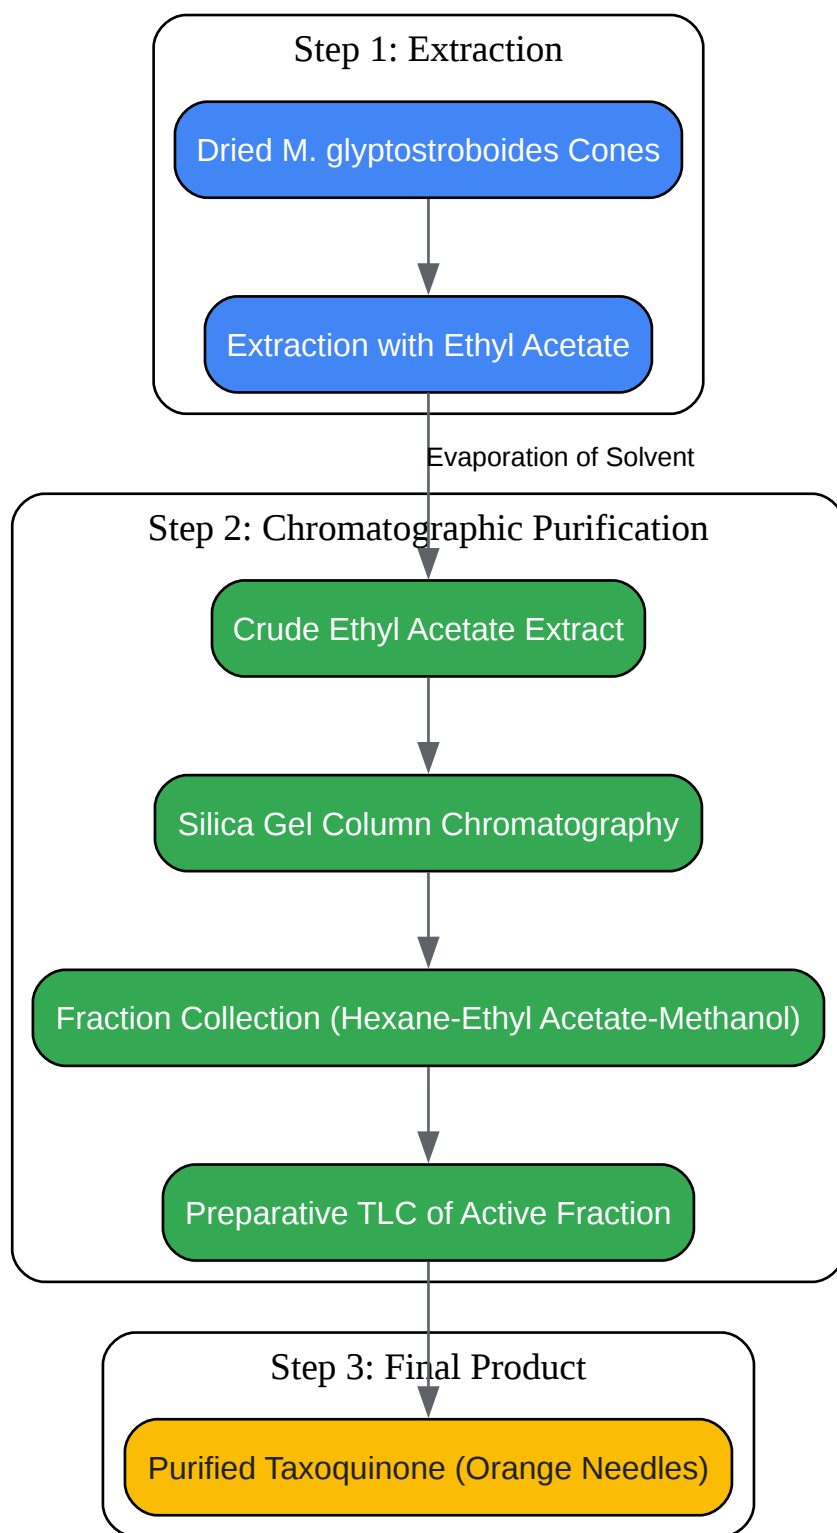 Step 1: Extraction
Dried M. glyptostroboides Cones
Extraction with Ethyl Acetate
Evaporation of Solvent
Step 2: Chromatographic Purification
Crude Ethyl Acetate Extract
Silica Gel Column Chromatography
Fraction Collection (Hexane-Ethyl Acetate-Methanol)
Preparative TLC of Active Fraction
Step 3: Final Product
Purified Taxoquinone (Orange Needles)